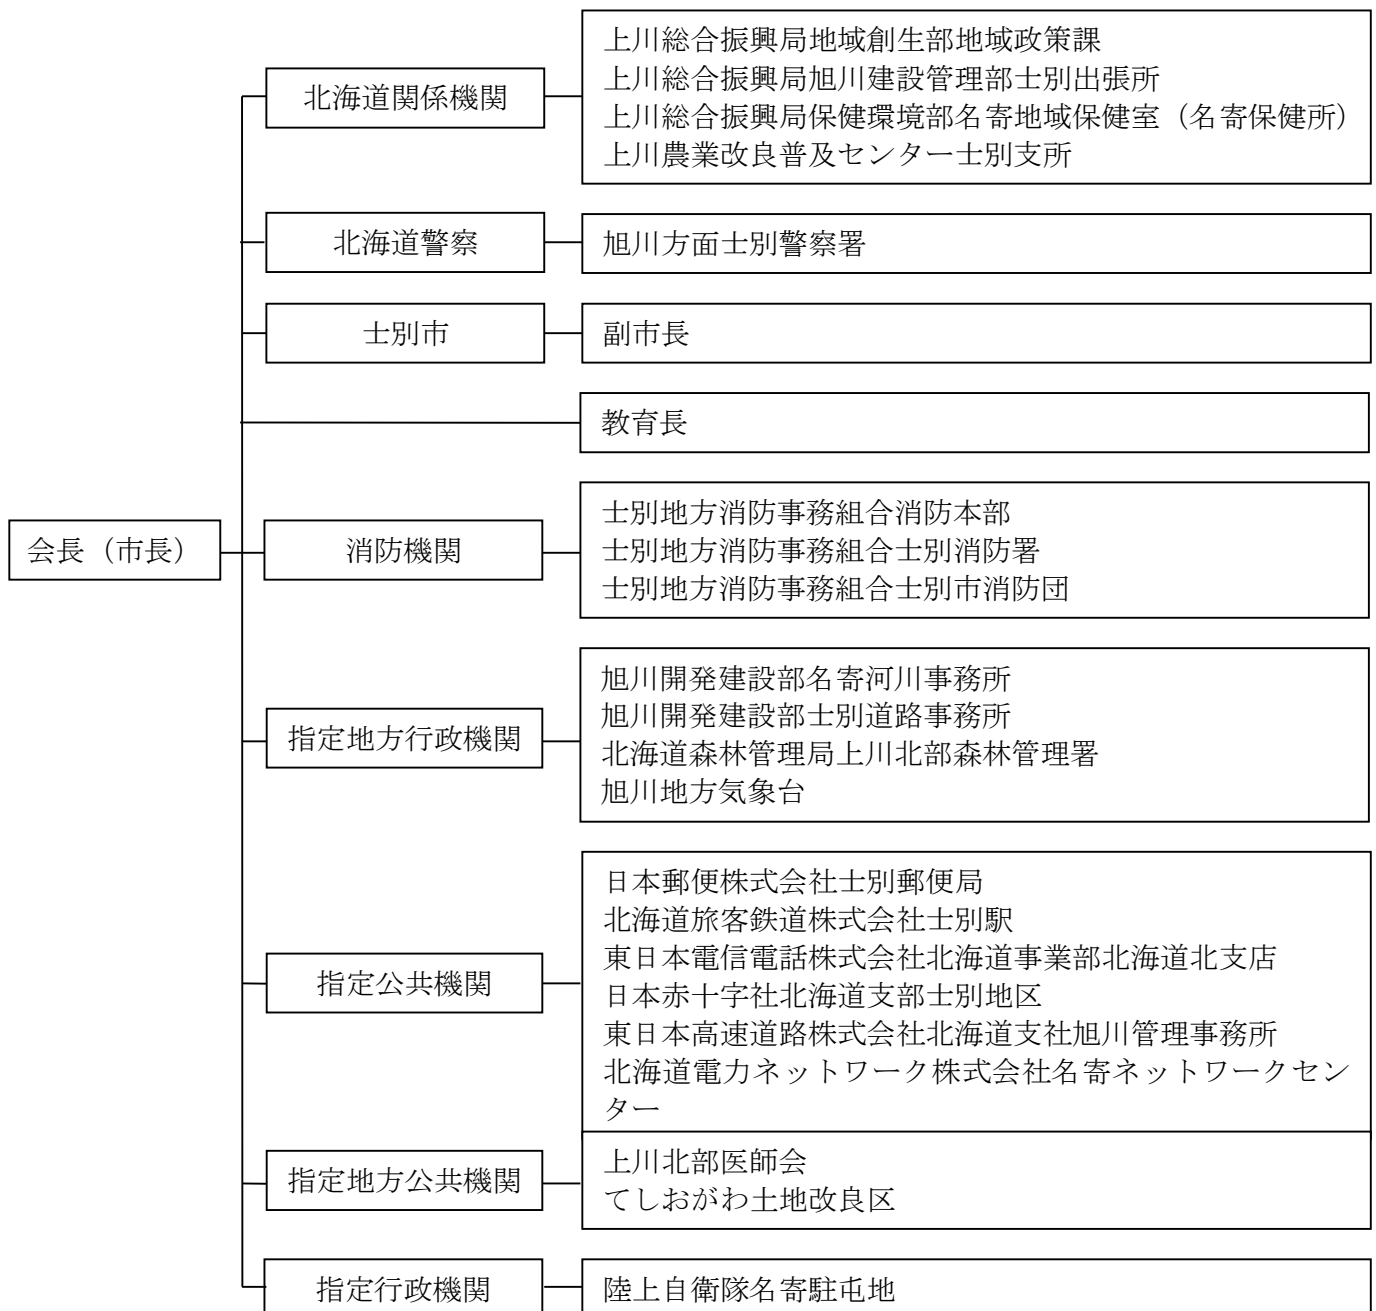 上川総合振興局地域創生部地域政策課
上川総合振興局旭川建設管理部士別出張所
北海道関係機関
上川総合振興局保健環境部名寄地域保健室（名寄保健所）
上川農業改良普及センター士別支所
北海道警察
旭川方面士別警察署
士別市
副市長
教育長
会長（市長）
消防機関
士別地方消防事務組合消防本部
士別地方消防事務組合士別消防署
士別地方消防事務組合士別市消防団
指定地方行政機関
旭川開発建設部名寄河川事務所
旭川開発建設部士別道路事務所
北海道森林管理局上川北部森林管理署
旭川地方気象台
指定公共機関
日本郵便株式会社士別郵便局
北海道旅客鉄道株式会社士別駅
東日本電信電話株式会社北海道事業部北海道北支店
日本赤十字社北海道支部士別地区
東日本高速道路株式会社北海道支社旭川管理事務所
北海道電力ネットワーク株式会社名寄ネットワークセン
ター
指定地方公共機関
上川北部医師会
てしおがわ土地改良区
指定行政機関
陸上自衛隊名寄駐屯地